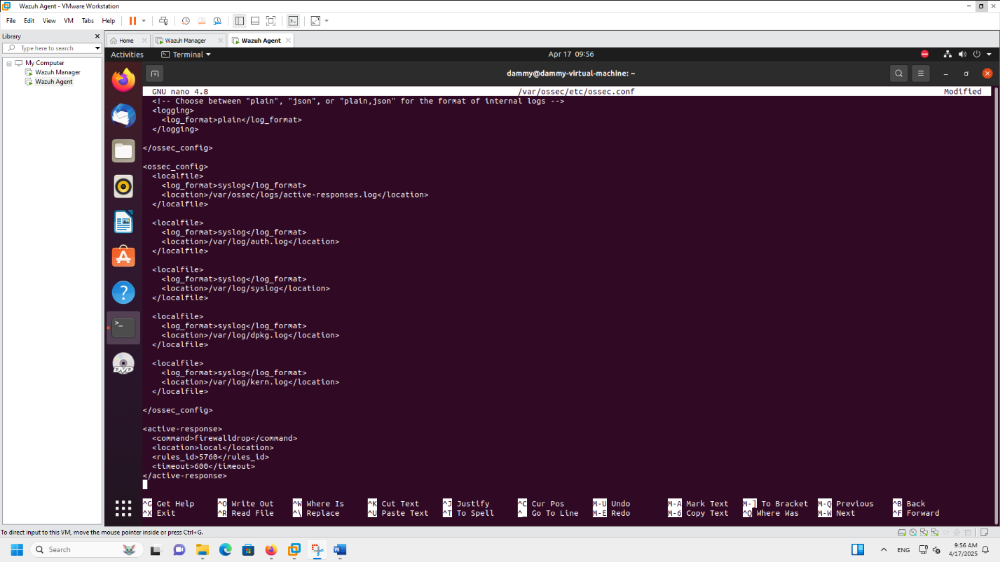 Wazuh Agent - VMware Workstation
File Edit View VM Tabs Help
Library
Type here to search
My Computer
Wazuh Manager
Wazuh Agent
Home
Wazuh Manager
Wazuh Agent
Activities
Terminal
Apr 17 09:56
dammy@dammy-virtual-machine: ~
GNU nano 4.8 /var/ossec/etc/ossec.conf Modified
<!-- Choose between "plain", "json", or "plain,json" for the format of internal logs -->
<logging>
<log_format>plain</log_format>
</logging>
</ossec_config>
<ossec_config>
<localfile>
<log_format>syslog</log_format>
<location>/var/ossec/logs/active-responses.log</location>
</localfile>
<localfile>
<log_format>syslog</log_format>
<location>/var/log/auth.log</location>
</localfile>
<localfile>
<log_format>syslog</log_format>
<location>/var/log/syslog</location>
</localfile>
<localfile>
<log_format>syslog</log_format>
<location>/var/log/dpkg.log</location>
</localfile>
<localfile>
<log_format>syslog</log_format>
<location>/var/log/kern.log</location>
</localfile>
</ossec_config>
<active-response>
<command>firewalldrop</command>
<location>local</location>
<rules_id>5760</rules_id>
<timeout>600</timeout>
</active-response>
^G Get Help ^O Write Out ^W Where Is ^K Cut Text ^J Justify ^C Cur Pos M-U Undo M-A Mark Text M-] To Bracket M-Q Previous ^B Back
^X Exit ^R Read File ^\ Replace ^U Paste Text ^T To Spell ^_ Go To Line M-E Redo M-6 Copy Text ^Q Where Was M-W Next ^F Forward
DVD
To direct input to this VM, move the mouse pointer inside or press Ctrl+G.
Search
ENG
9:56 AM
4/17/2025